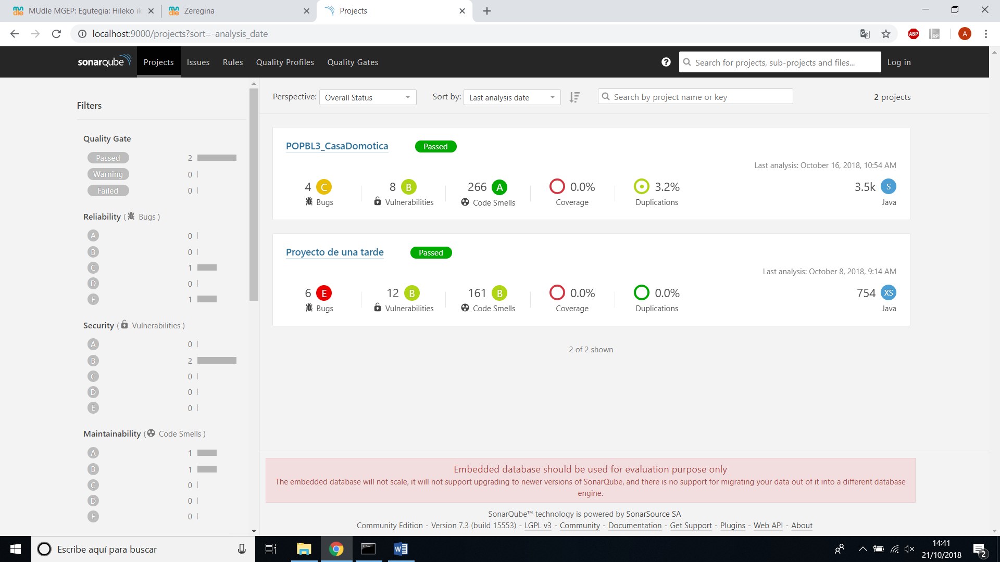 MUdle MGEP: Egutegia: Hileko ik
Zeregina
Projects
localhost:9000/projects?sort=-analysis_date
ABP
RP
A
sonarqube
Projects
Issues
Rules
Quality Profiles
Quality Gates
Search for projects, sub-projects and files...
Log in
Filters
Quality Gate
Passed 2
Warning 0
Failed 0
Reliability ( Bugs )
A 0
B 0
C 1
D 0
E 1
Security ( Vulnerabilities )
A 0
B 2
C 0
D 0
E 0
Maintainability ( Code Smells )
A 1
B 1
C 0
D 0
E 0
Perspective: Overall Status
Sort by: Last analysis date
Search by project name or key
2 projects
POPBL3_CasaDomotica Passed
Last analysis: October 16, 2018, 10:54 AM
4 C 8 B 266 A 0.0% 3.2% 3.5k S
Bugs Vulnerabilities Code Smells Coverage Duplications Java
Proyecto de una tarde Passed
Last analysis: October 8, 2018, 9:14 AM
6 E 12 B 161 B 0.0% 0.0% 754 XS
Bugs Vulnerabilities Code Smells Coverage Duplications Java
2 of 2 shown
Embedded database should be used for evaluation purpose only
The embedded database will not scale, it will not support upgrading to newer versions of SonarQube, and there is no support for migrating your data out of it into a different database
engine.
SonarQube™ technology is powered by SonarSource SA
Community Edition - Version 7.3 (build 15553) - LGPL v3 - Community - Documentation - Get Support - Plugins - Web API - About
Escribe aquí para buscar
14:41
21/10/2018
2